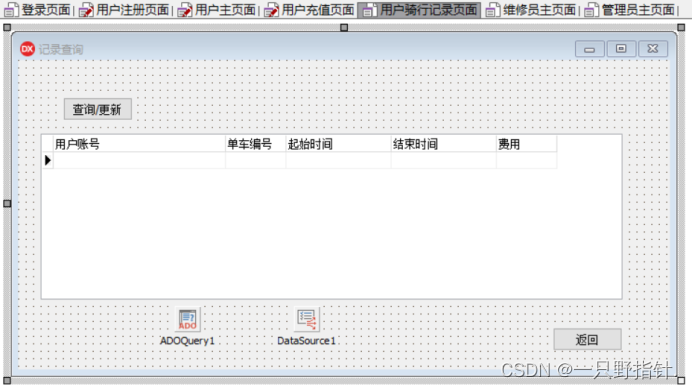 登录页面 用户注册页面 用户主页面 用户充值页面 用户骑行记录页面 维修员主页面 管理员主页面
DX 记录查询
查询/更新
用户账号 单车编号 起始时间 结束时间 费用
ADO
ADOQuery1 DataSource1
返回
CSDN @一只野指针